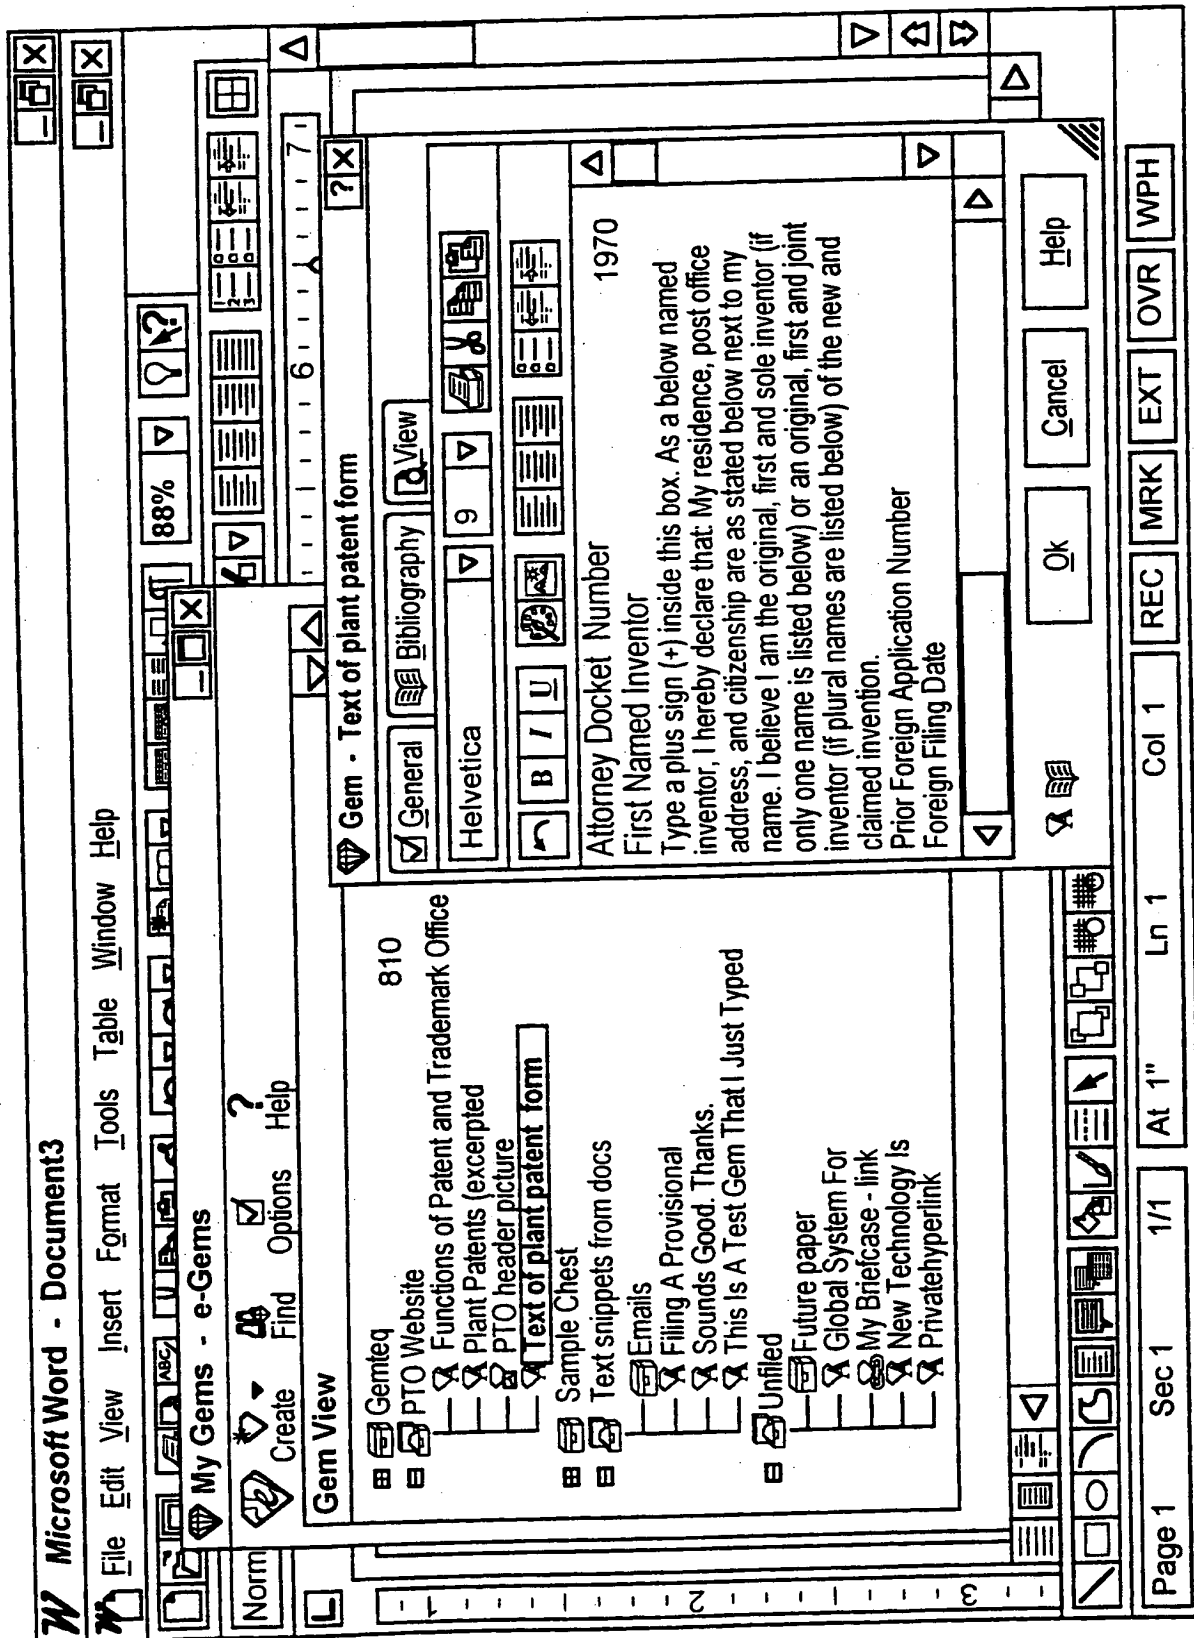 W Microsoft Word - Document3
File Edit View Insert Format Tools Table Window Help
ABC
88%
?
My Gems - e-Gems
Norm
Create Find Options Help
1
2
3
6 7
L
Gem View
810
Gemteq
PTO Website
Functions of Patent and Trademark Office
Plant Patents (excerpted
PTO header picture
Text of plant patent form
Sample Chest
Text snippets from docs
Emails
Filing A Provisional
Sounds Good. Thanks.
This Is A Test Gem That I Just Typed
Unfiled
Future paper
Global System For
My Briefcase - link
New Technology Is
Privatehyperlink
Gem - Text of plant patent form
? X
General Bibliography View
Helvetica 9
B I U
1970
Attorney Docket Number
First Named Inventor
Type a plus sign (+) inside this box. As a below named
inventor, I hereby declare that: My residence, post office
address, and citizenship are as stated below next to my
name. I believe I am the original, first and sole inventor (if
only one name is listed below) or an original, first and joint
inventor (if plural names are listed below) of the new and
claimed invention.
Prior Foreign Application Number
Foreign Filing Date
A
Ok Cancel Help
1
2
3
Page 1 Sec 1 1/1 At 1" Ln 1 Col 1 REC MRK EXT OVR WPH